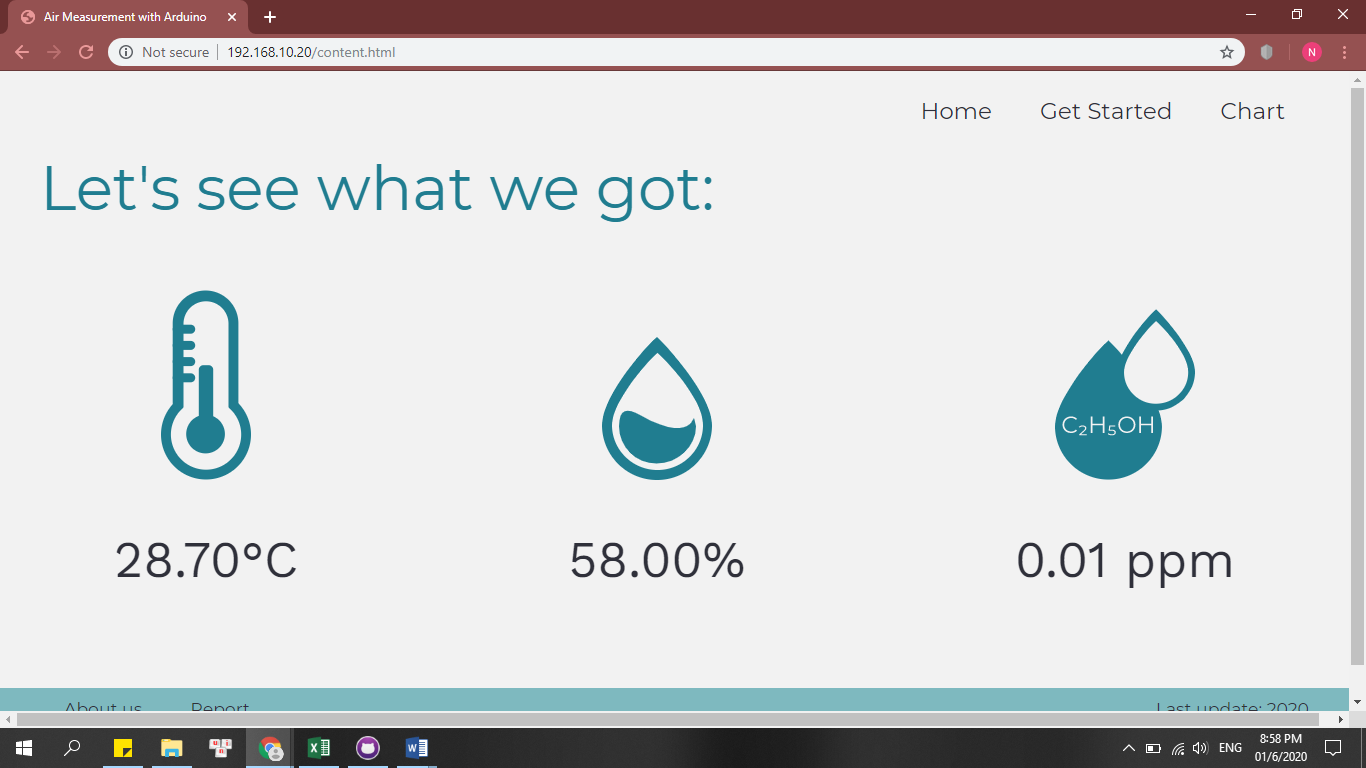 Air Measurement with Arduino
Not secure 192.168.10.20/content.html
N
Home Get Started Chart
Let's see what we got:
C₂H₅OH
28.70°C 58.00% 0.01 ppm
About us Report Last update: 2020
ENG
8:58 PM
01/6/2020